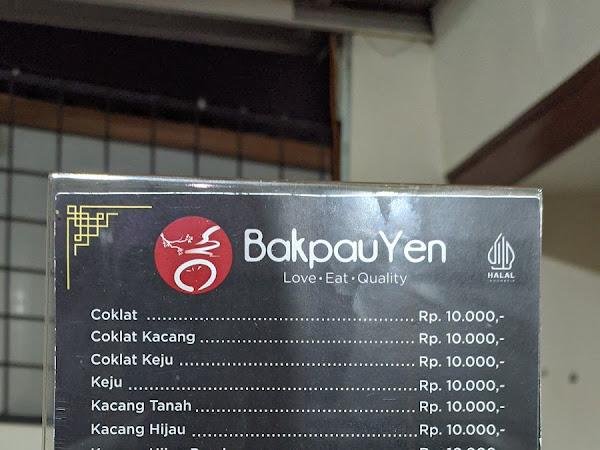 BakpauYen
Love • Eat • Quality
HALAL
INDONESIA
Coklat ........................................ Rp. 10.000,-
Coklat Kacang ............................ Rp. 10.000,-
Coklat Keju ................................ Rp. 10.000,-
Keju ........................................... Rp. 10.000,-
Kacang Tanah ............................ Rp. 10.000,-
Kacang Hijau ............................. Rp. 10.000,-